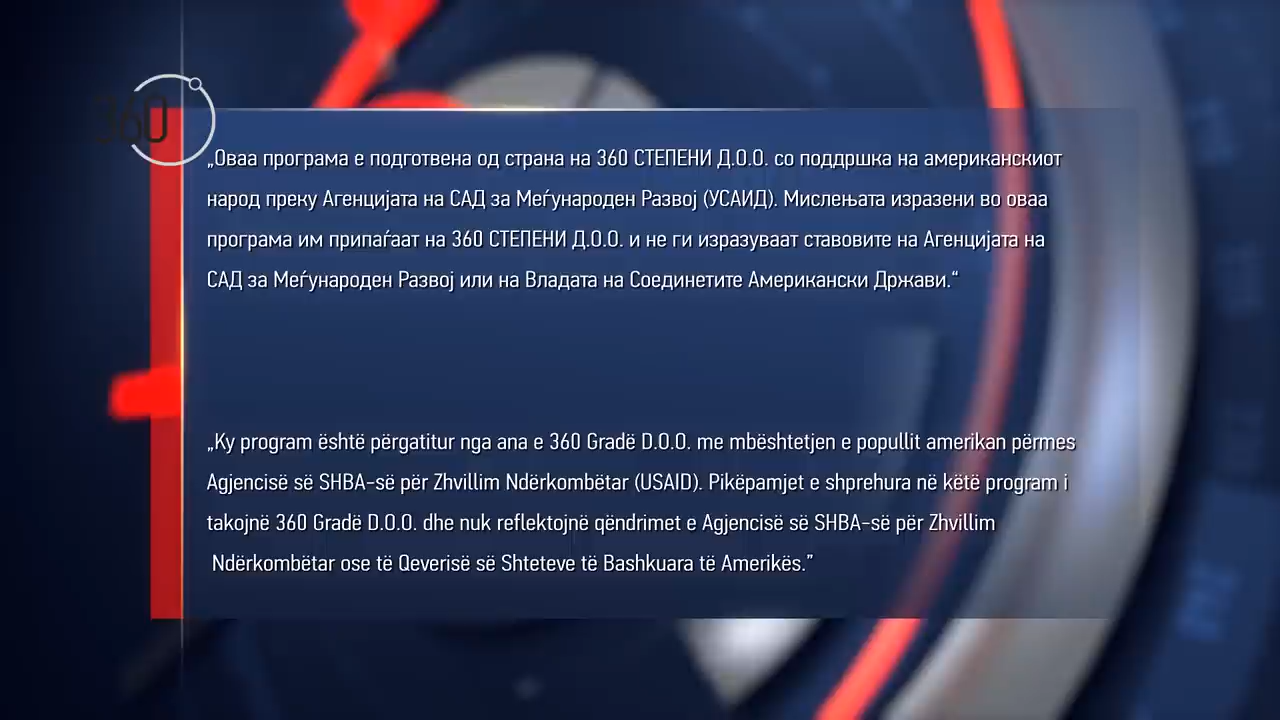 360
„Оваа програма е подготвена од страна на 360 СТЕПЕНИ Д.О.О. со поддршка на американскиот
народ преку Агенцијата на САД за Меѓународен Развој (УСАИД). Мислењата изразени во оваа
програма им припаѓаат на 360 СТЕПЕНИ Д.О.О. и не ги изразуваат ставовите на Агенцијата на
САД за Меѓународен Развој или на Владата на Соединетите Американски Држави.“
„Ky program është përgatitur nga ana e 360 Gradë D.O.O. me mbështetjen e popullit amerikan përmes
Agjencisë së SHBA-së për Zhvillim Ndërkombëtar (USAID). Pikëpamjet e shprehura në këtë program i
takojnë 360 Gradë D.O.O. dhe nuk reflektojnë qëndrimet e Agjencisë së SHBA-së për Zhvillim
Ndërkombëtar ose të Qeverisë së Shteteve të Bashkuara të Amerikës.”